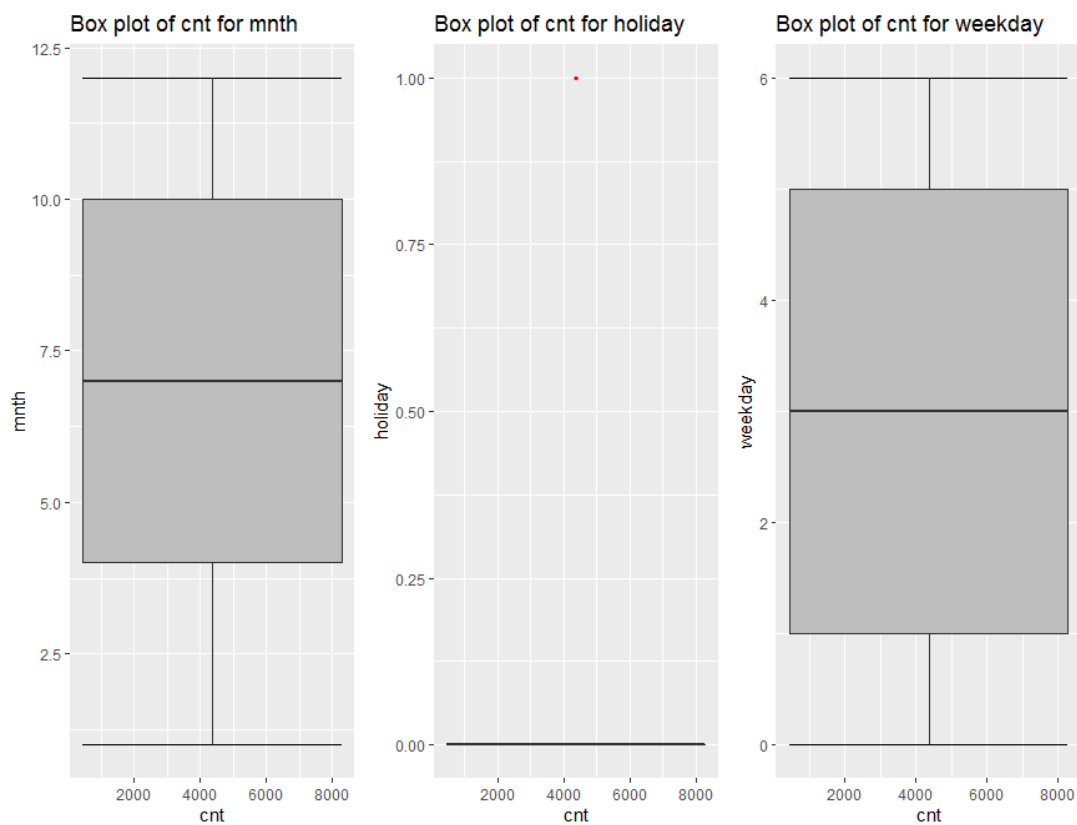 Box plot of cnt for mnth
12.5
10.0
7.5
5.0
2.5
mnth
2000 4000 6000 8000
cnt
Box plot of cnt for holiday
1.00
0.75
0.50
0.25
0.00
holiday
2000 4000 6000 8000
cnt
Box plot of cnt for weekday
6
4
2
0
weekday
2000 4000 6000 8000
cnt